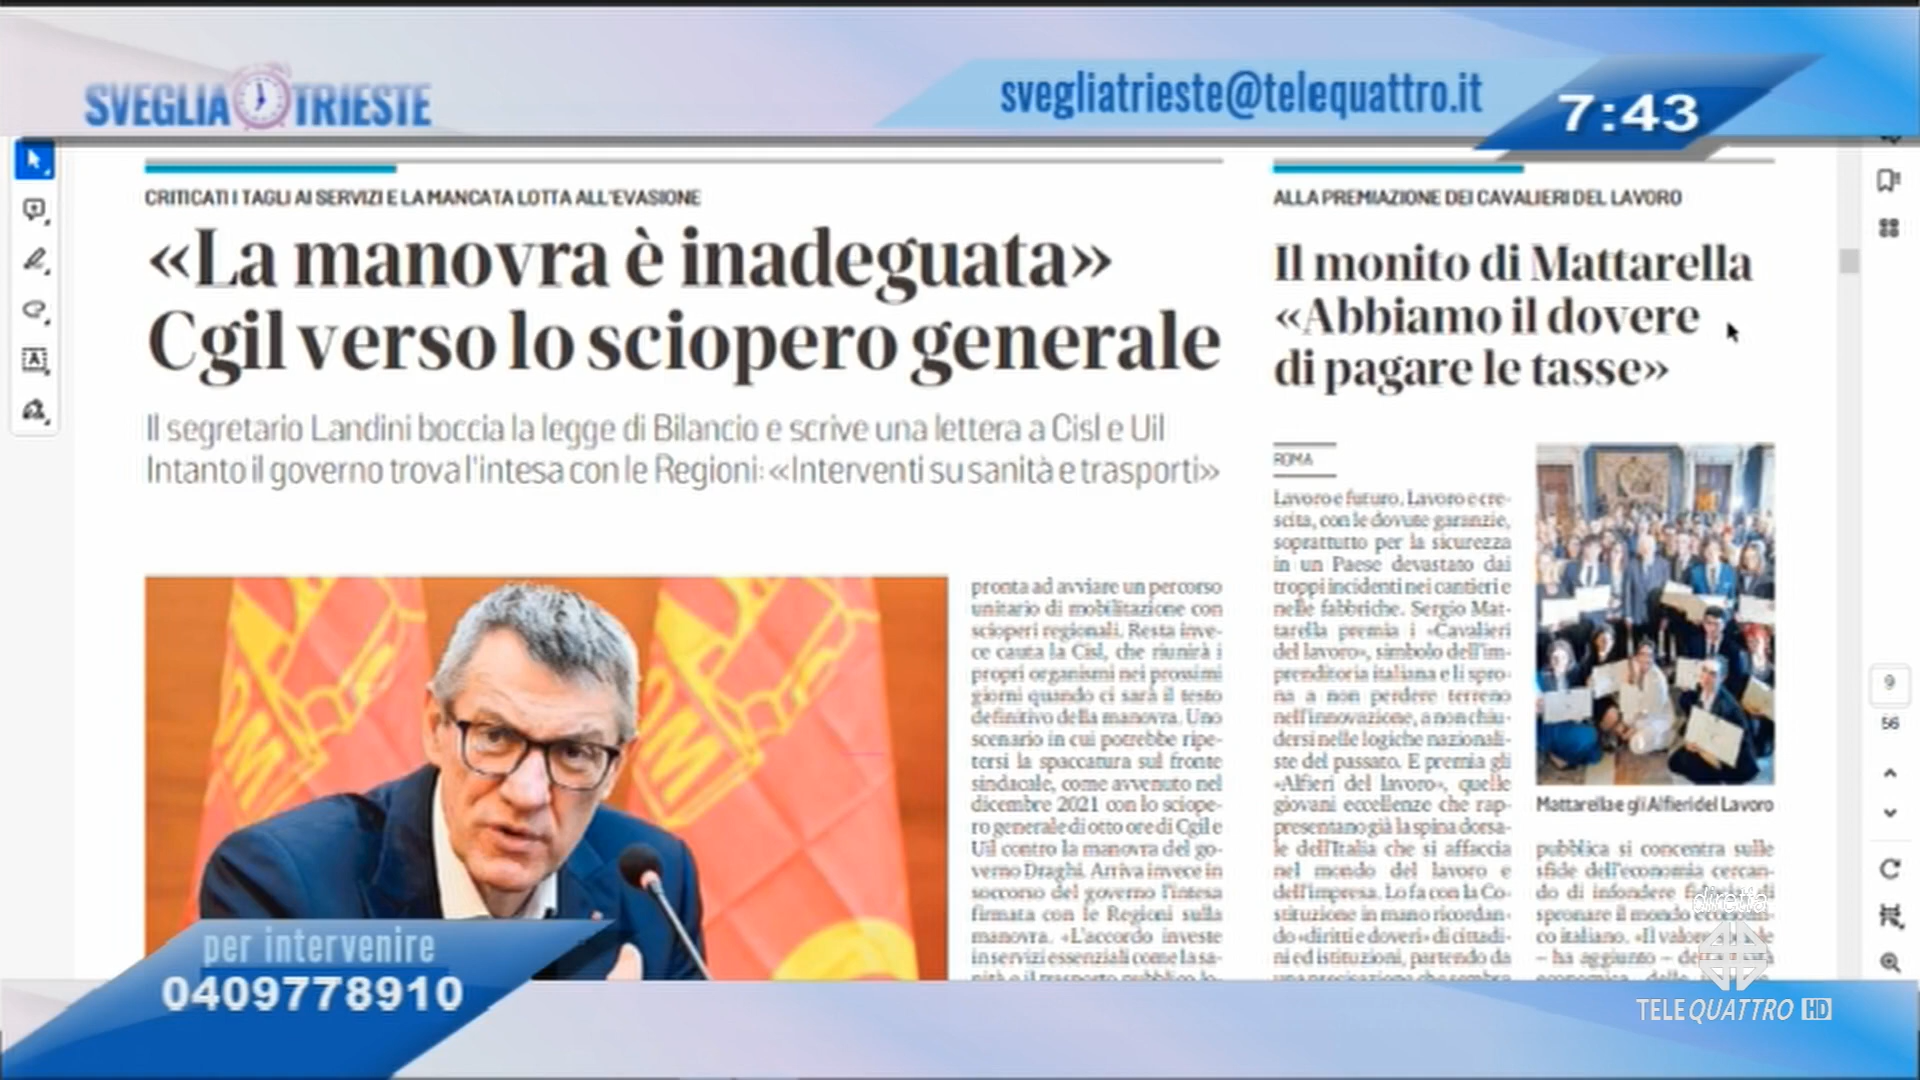 SVEGLIA TRIESTE
svegliatrieste@telequattro.it
7:43
CRITICATI I TAGLI AI SERVIZI E LA MANCATA LOTTA ALL'EVASIONE
«La manovra è inadeguata»
Cgil verso lo sciopero generale
Il segretario Landini boccia la legge di Bilancio e scrive una lettera a Cisl e Uil
Intanto il governo trova l'intesa con le Regioni: «Interventi su sanità e trasporti»
pronta ad avviare un percorso
unitario di mobilitazione con
scioperi regionali. Resta inve-
ce cauta la Cisl, che riunirà i
propri organismi nei prossimi
giorni quando ci sarà il testo
definitivo della manovra. Uno
scenario in cui potrebbe ripe-
tersi la spaccatura sul fronte
sindacale, come avvenuto nel
dicembre 2021 con lo sciope-
ro generale di otto ore di Cgil e
Uil contro la manovra del go-
verno Draghi. Arriva invece in
soccorso del governo l'intesa
firmata con le Regioni sulla
manovra. «L'accordo investe
in servizi essenziali come la sa-
nità e il trasporto pubblico lo-
ALLA PREMIAZIONE DEI CAVALIERI DEL LAVORO
Il monito di Mattarella
«Abbiamo il dovere
di pagare le tasse»
ROMA
Lavoro e futuro. Lavoro e cre-
scita, con le dovute garanzie,
soprattutto per la sicurezza
in un Paese devastato dai
troppi incidenti nei cantieri e
nelle fabbriche. Sergio Mat-
tarella premia i «Cavalieri
del lavoro», simbolo dell'im-
prenditoria italiana e li spro-
na a non perdere terreno
nell'innovazione, a non chiu-
dersi nelle logiche nazionali-
ste del passato. E premia gli
«Alfieri del lavoro», quelle
giovani eccellenze che rap-
presentano già la spina dorsa-
le dell'Italia che si affaccia
nel mondo del lavoro e
dell'impresa. Lo fa con la Co-
stituzione in mano ricordan-
do «diritti e doveri» di cittadi-
ni ed istituzioni, partendo da
una precisazione che sembra
Mattarella e gli Alfieri del Lavoro
pubblica si concentra sulle
sfide dell'economia cercan-
do di infondere
spronare il mondo economi-
co italiano. «Il valore
– ha aggiunto –
9
56
per intervenire
0409778910
diretta
TELEQUATTRO HD